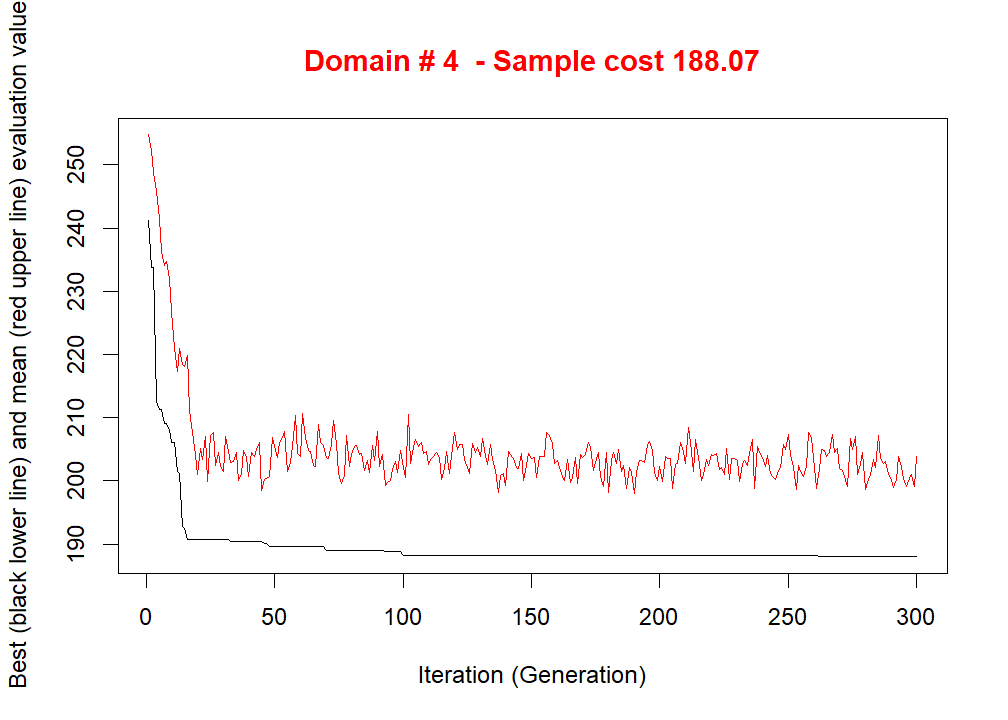 Domain # 4  - Sample cost 188.07
Best (black lower line) and mean (red upper line) evaluation value
250
240
230
220
210
200
190
0 50 100 150 200 250 300
Iteration (Generation)